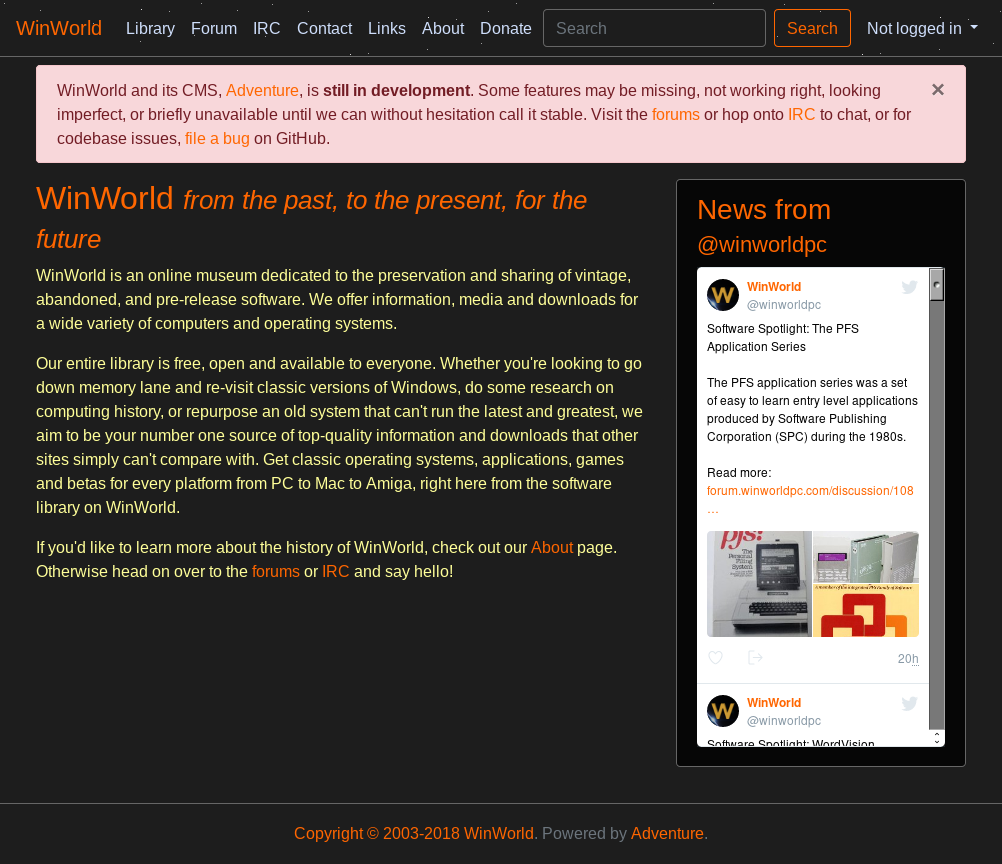 WinWorld Library Forum IRC Contact Links About Donate Search Search Not logged in
WinWorld and its CMS, Adventure, is still in development. Some features may be missing, not working right, looking
imperfect, or briefly unavailable until we can without hesitation call it stable. Visit the forums or hop onto IRC to chat, or for
codebase issues, file a bug on GitHub.
×
WinWorld from the past, to the present, for the
future
WinWorld is an online museum dedicated to the preservation and sharing of vintage,
abandoned, and pre-release software. We offer information, media and downloads for
a wide variety of computers and operating systems.
Our entire library is free, open and available to everyone. Whether you're looking to go
down memory lane and re-visit classic versions of Windows, do some research on
computing history, or repurpose an old system that can't run the latest and greatest, we
aim to be your number one source of top-quality information and downloads that other
sites simply can't compare with. Get classic operating systems, applications, games
and betas for every platform from PC to Mac to Amiga, right here from the software
library on WinWorld.
If you'd like to learn more about the history of WinWorld, check out our About page.
Otherwise head on over to the forums or IRC and say hello!
News from
@winworldpc
W
WinWorld
@winworldpc
Software Spotlight: The PFS
Application Series
The PFS application series was a set
of easy to learn entry level applications
produced by Software Publishing
Corporation (SPC) during the 1980s.
Read more:
forum.winworldpc.com/discussion/108
…
pfs:
The
Personal
Filing
System
A member of the integrated PFS Family of Software
20h
W
WinWorld
@winworldpc
Software Spotlight: WordVision
Copyright © 2003-2018 WinWorld. Powered by Adventure.